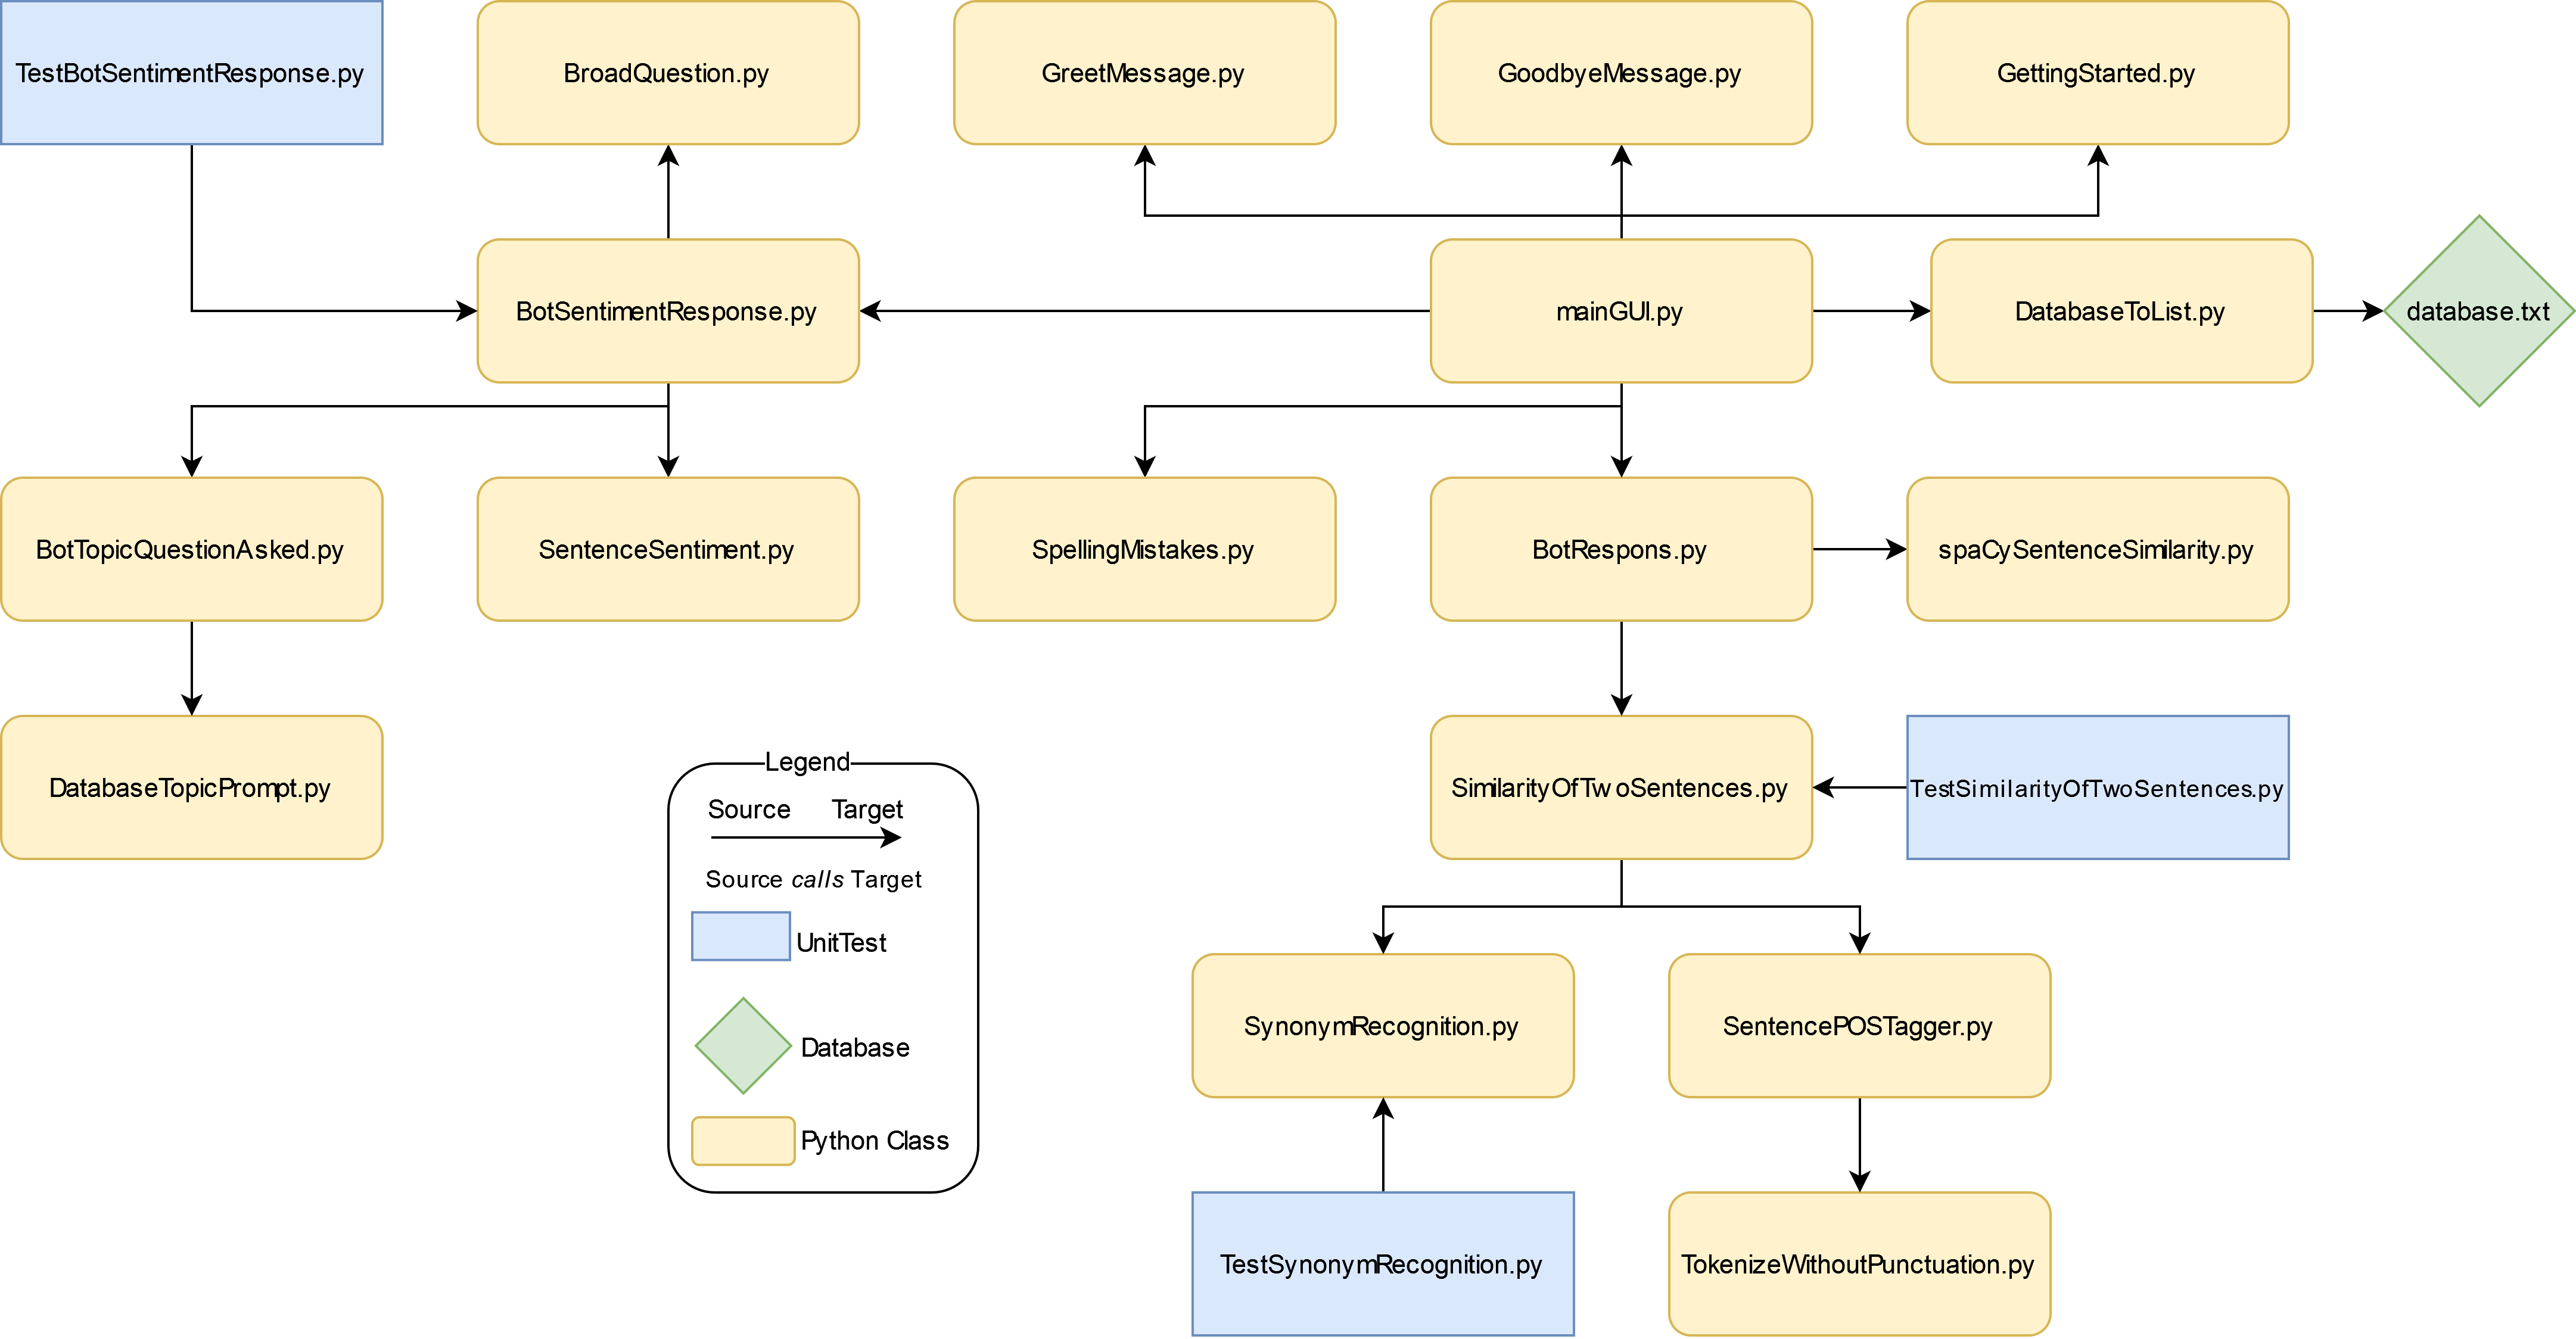 TestBotSentimentResponse.py
BroadQuestion.py
GreetMessage.py
GoodbyeMessage.py
GettingStarted.py
BotSentimentResponse.py
mainGUI.py
DatabaseToList.py
database.txt
BotTopicQuestionAsked.py
SentenceSentiment.py
SpellingMistakes.py
BotRespons.py
spaCySentenceSimilarity.py
DatabaseTopicPrompt.py
SimilarityOfTwoSentences.py
TestSimilarityOfTwoSentences.py
Legend
Source Target
Source calls Target
UnitTest
Database
Python Class
SynonymRecognition.py
SentencePOSTagger.py
TestSynonymRecognition.py
TokenizeWithoutPunctuation.py